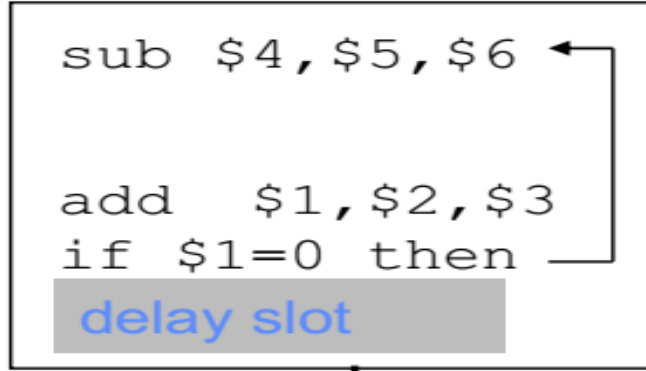 sub $4,$5,$6
add $1,$2,$3
if $1=0 then
delay slot